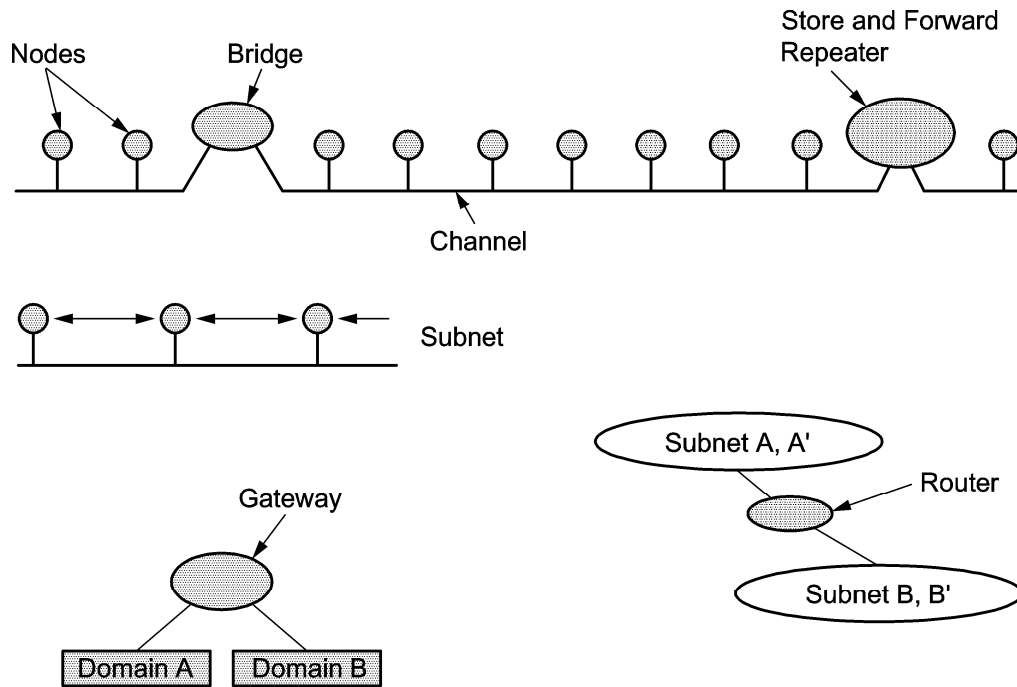 Nodes
Bridge
Store and Forward
Repeater
Channel
Subnet
Subnet A, A'
Router
Subnet B, B'
Gateway
Domain A
Domain B